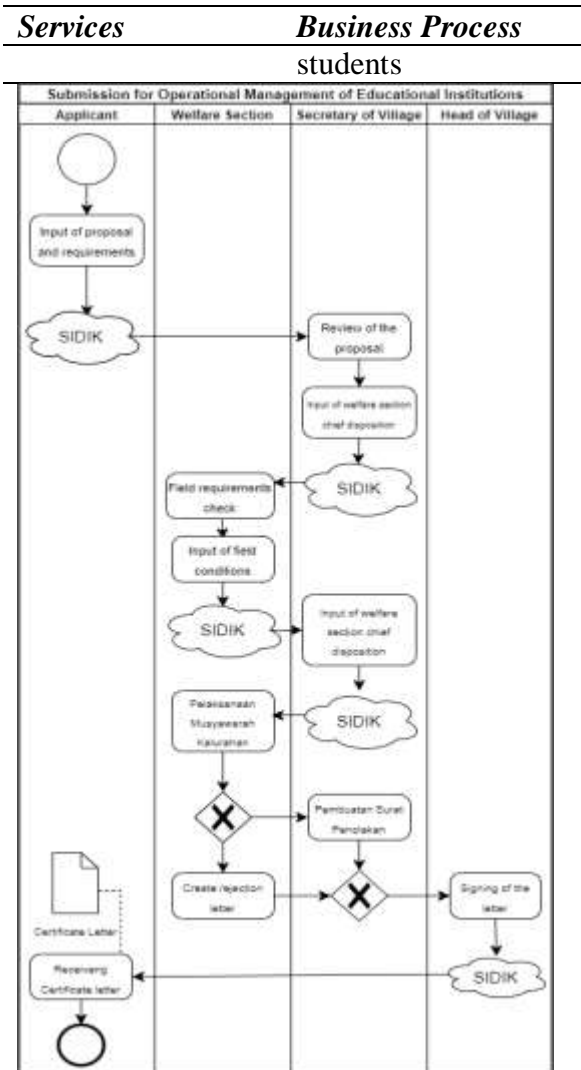 Services Business Process
students
Submission for Operational Management of Educational Institutions
Applicant Welfare Section Secretary of Village Head of Village
Input of proposal
and requirements
SIDIK
Review of the
proposal
Input of welfare section
chief disposition
SIDIK
Field requirements
check
Input of field
conditions
SIDIK
Input of welfare
section chief
disposition
SIDIK
Pelaksanaan
Musyawarah
Kalurahan
Pembuatan Surat
Penolakan
Create rejection
letter
Signing of the
letter
SIDIK
Certificate Letter
Receiving
Certificate letter